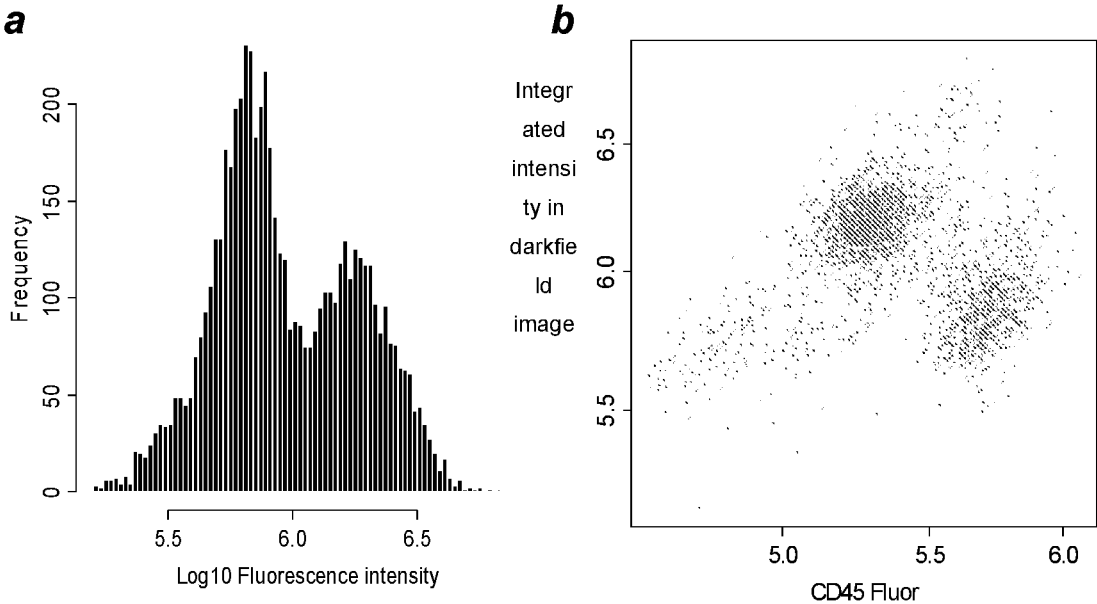 a
b
200
150
100
50
0
Frequency
5.5 6.0 6.5
Log10 Fluorescence intensity
Integr
ated
intensi
ty in
darkfie
ld
image
6.5
6.0
5.5
5.0 5.5 6.0
CD45 Fluor